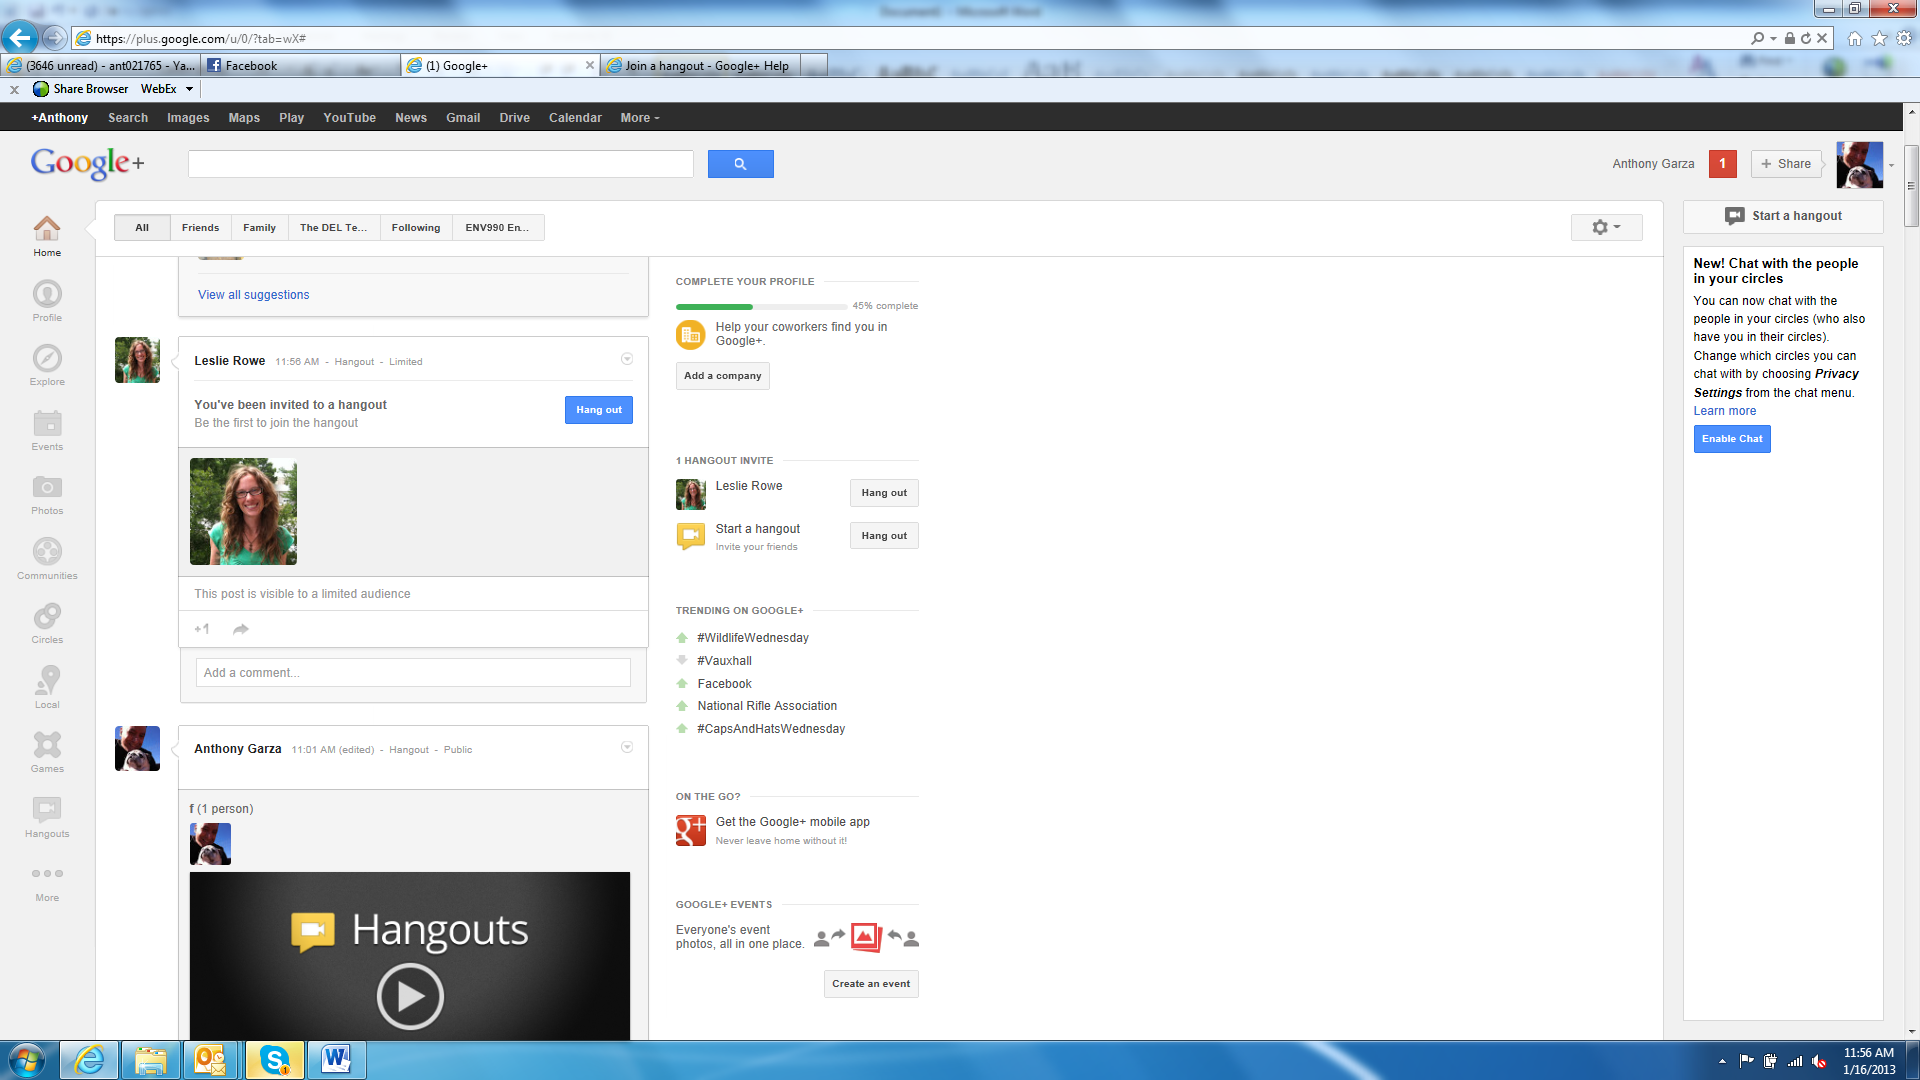 Document1 - Microsoft Word
https://plus.google.com/u/0/?tab=wX#
(3646 unread) - ant021765 - Ya...
Facebook
(1) Google+
Join a hangout - Google+ Help
Share Browser
WebEx
+Anthony Search Images Maps Play YouTube News Gmail Drive Calendar More
Google+
Anthony Garza
1
+ Share
Home
Profile
Explore
Events
Photos
Communities
Circles
Local
Games
Hangouts
More
All
Friends
Family
The DEL Te...
Following
ENV990 En...
View all suggestions
Leslie Rowe 11:56 AM - Hangout - Limited
You've been invited to a hangout
Be the first to join the hangout
Hang out
This post is visible to a limited audience
+1
Add a comment...
Anthony Garza 11:01 AM (edited) - Hangout - Public
f (1 person)
Hangouts
COMPLETE YOUR PROFILE
45% complete
Help your coworkers find you in
Google+.
Add a company
1 HANGOUT INVITE
Leslie Rowe
Hang out
Start a hangout
Invite your friends
Hang out
TRENDING ON GOOGLE+
#WildlifeWednesday
#Vauxhall
Facebook
National Rifle Association
#CapsAndHatsWednesday
ON THE GO?
g+
Get the Google+ mobile app
Never leave home without it!
GOOGLE+ EVENTS
Everyone's event
photos, all in one place.
Create an event
Start a hangout
New! Chat with the people
in your circles
You can now chat with the
people in your circles (who also
have you in their circles).
Change which circles you can
chat with by choosing Privacy
Settings from the chat menu.
Learn more
Enable Chat
11:56 AM
1/16/2013